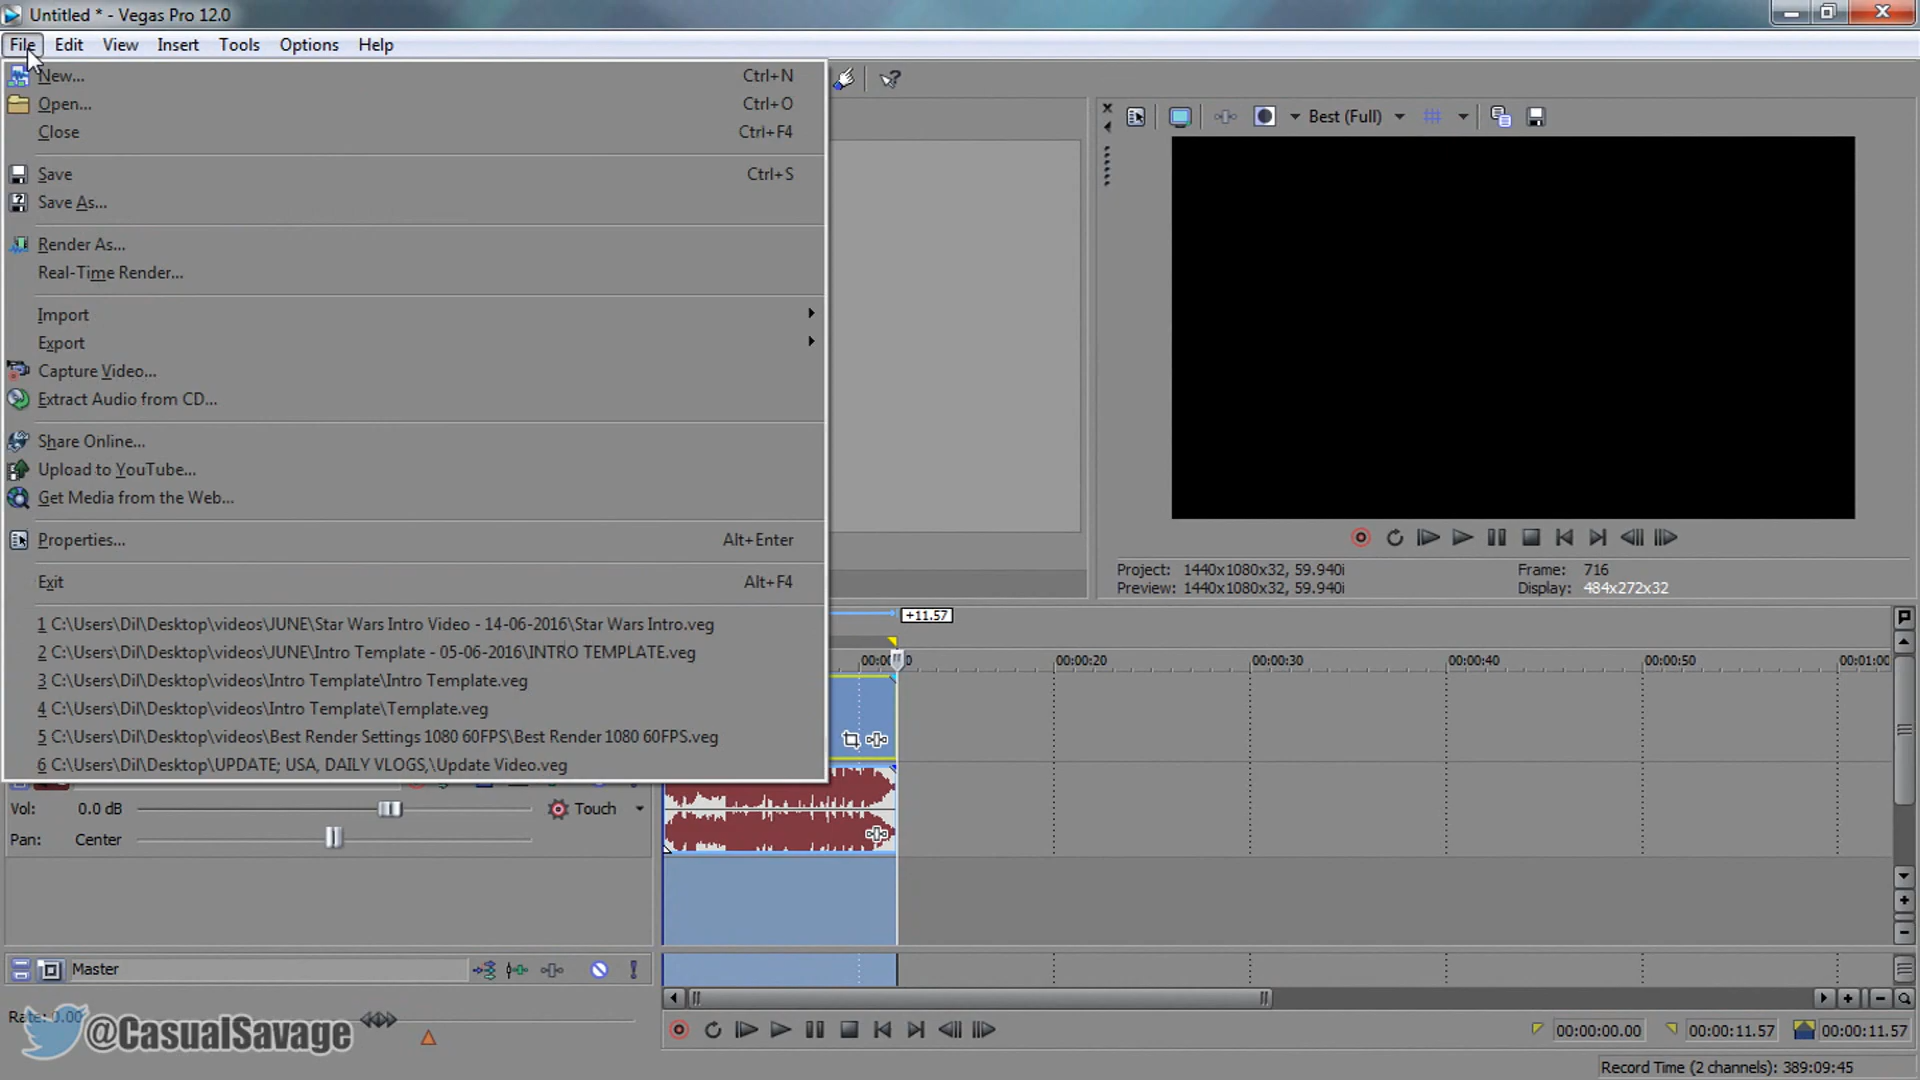 Untitled * - Vegas Pro 12.0
File Edit View Insert Tools Options Help
New... Ctrl+N
Open... Ctrl+O
Close Ctrl+F4
Save Ctrl+S
Save As...
Render As...
Real-Time Render...
Import
Export
Capture Video...
Extract Audio from CD...
Share Online...
Upload to YouTube...
Get Media from the Web...
Properties... Alt+Enter
Exit Alt+F4
1 C:\Users\Dil\Desktop\videos\JUNE\Star Wars Intro Video - 14-06-2016\Star Wars Intro.veg
2 C:\Users\Dil\Desktop\videos\JUNE\Intro Template - 05-06-2016\INTRO TEMPLATE.veg
3 C:\Users\Dil\Desktop\videos\Intro Template\Intro Template.veg
4 C:\Users\Dil\Desktop\videos\Intro Template\Template.veg
5 C:\Users\Dil\Desktop\videos\Best Render Settings 1080 60FPS\Best Render 1080 60FPS.veg
6 C:\Users\Dil\Desktop\UPDATE; USA, DAILY VLOGS,\Update Video.veg
Best (Full)
Project: 1440x1080x32, 59.940i Frame: 716
Preview: 1440x1080x32, 59.940i Display: 484x272x32
+11.57
00:00:20 00:00:30 00:00:40 00:00:50
Vol: 0.0 dB Touch
Pan: Center
Master
Rate: 0.00
@CasualSavage
00:00:00.00 00:00:11.57 00:00:11.57
Record Time (2 channels): 389:09:45